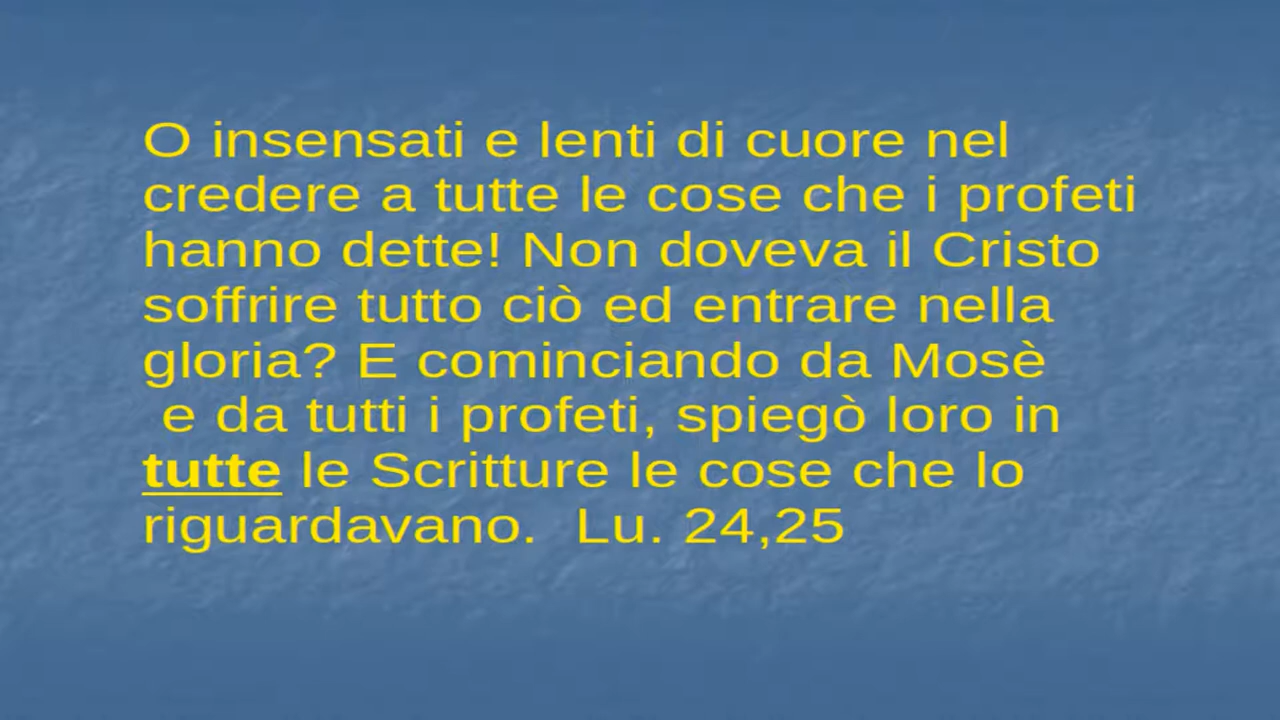 O insensati e lenti di cuore nel
credere a tutte le cose che i profeti
hanno dette! Non doveva il Cristo
soffrire tutto ciò ed entrare nella
gloria? E cominciando da Mosè
e da tutti i profeti, spiegò loro in
tutte le Scritture le cose che lo
riguardavano.  Lu. 24,25